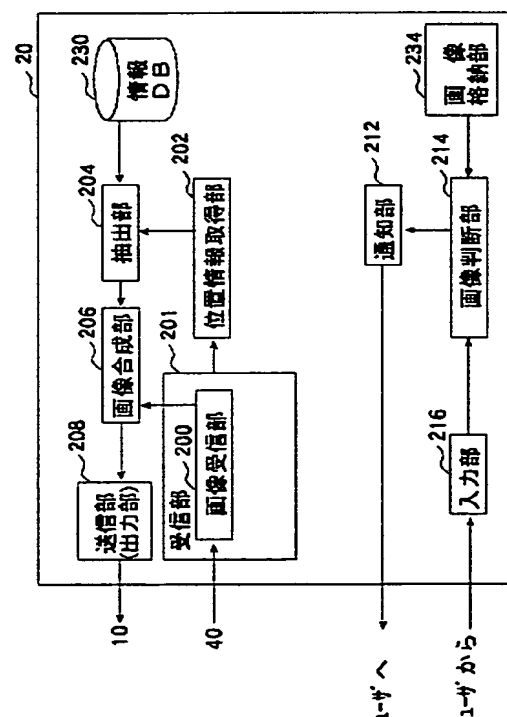 20
230
情報
DB
204
抽出部
202
位置情報取得部
206
画像合成部
201
208
送信部
(出力部)
受信部
200
画像受信部
10
40
234
画像
格納部
212
通知部
214
画像判断部
216
入力部
ユーザへ
ユーザから